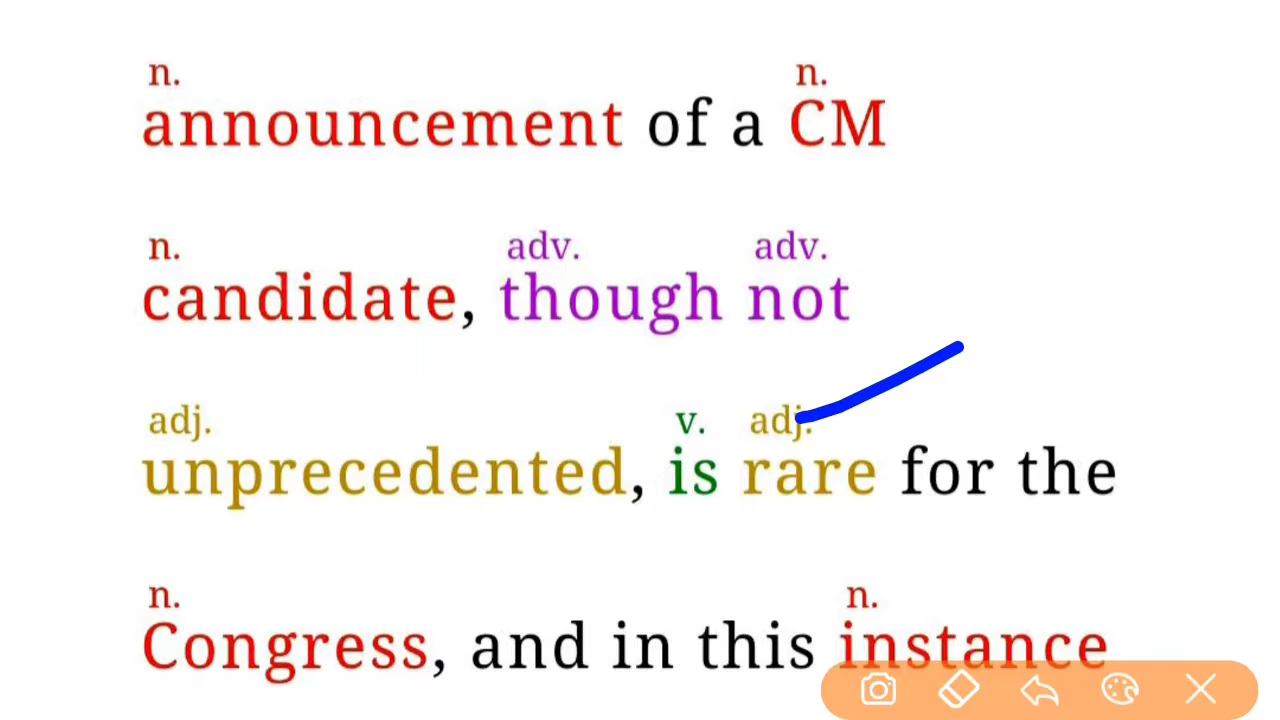 n. n.
announcement of a CM
n. adv. adv.
candidate, though not
adj. v. adj.
unprecedented, is rare for the
n. n.
Congress, and in this instance